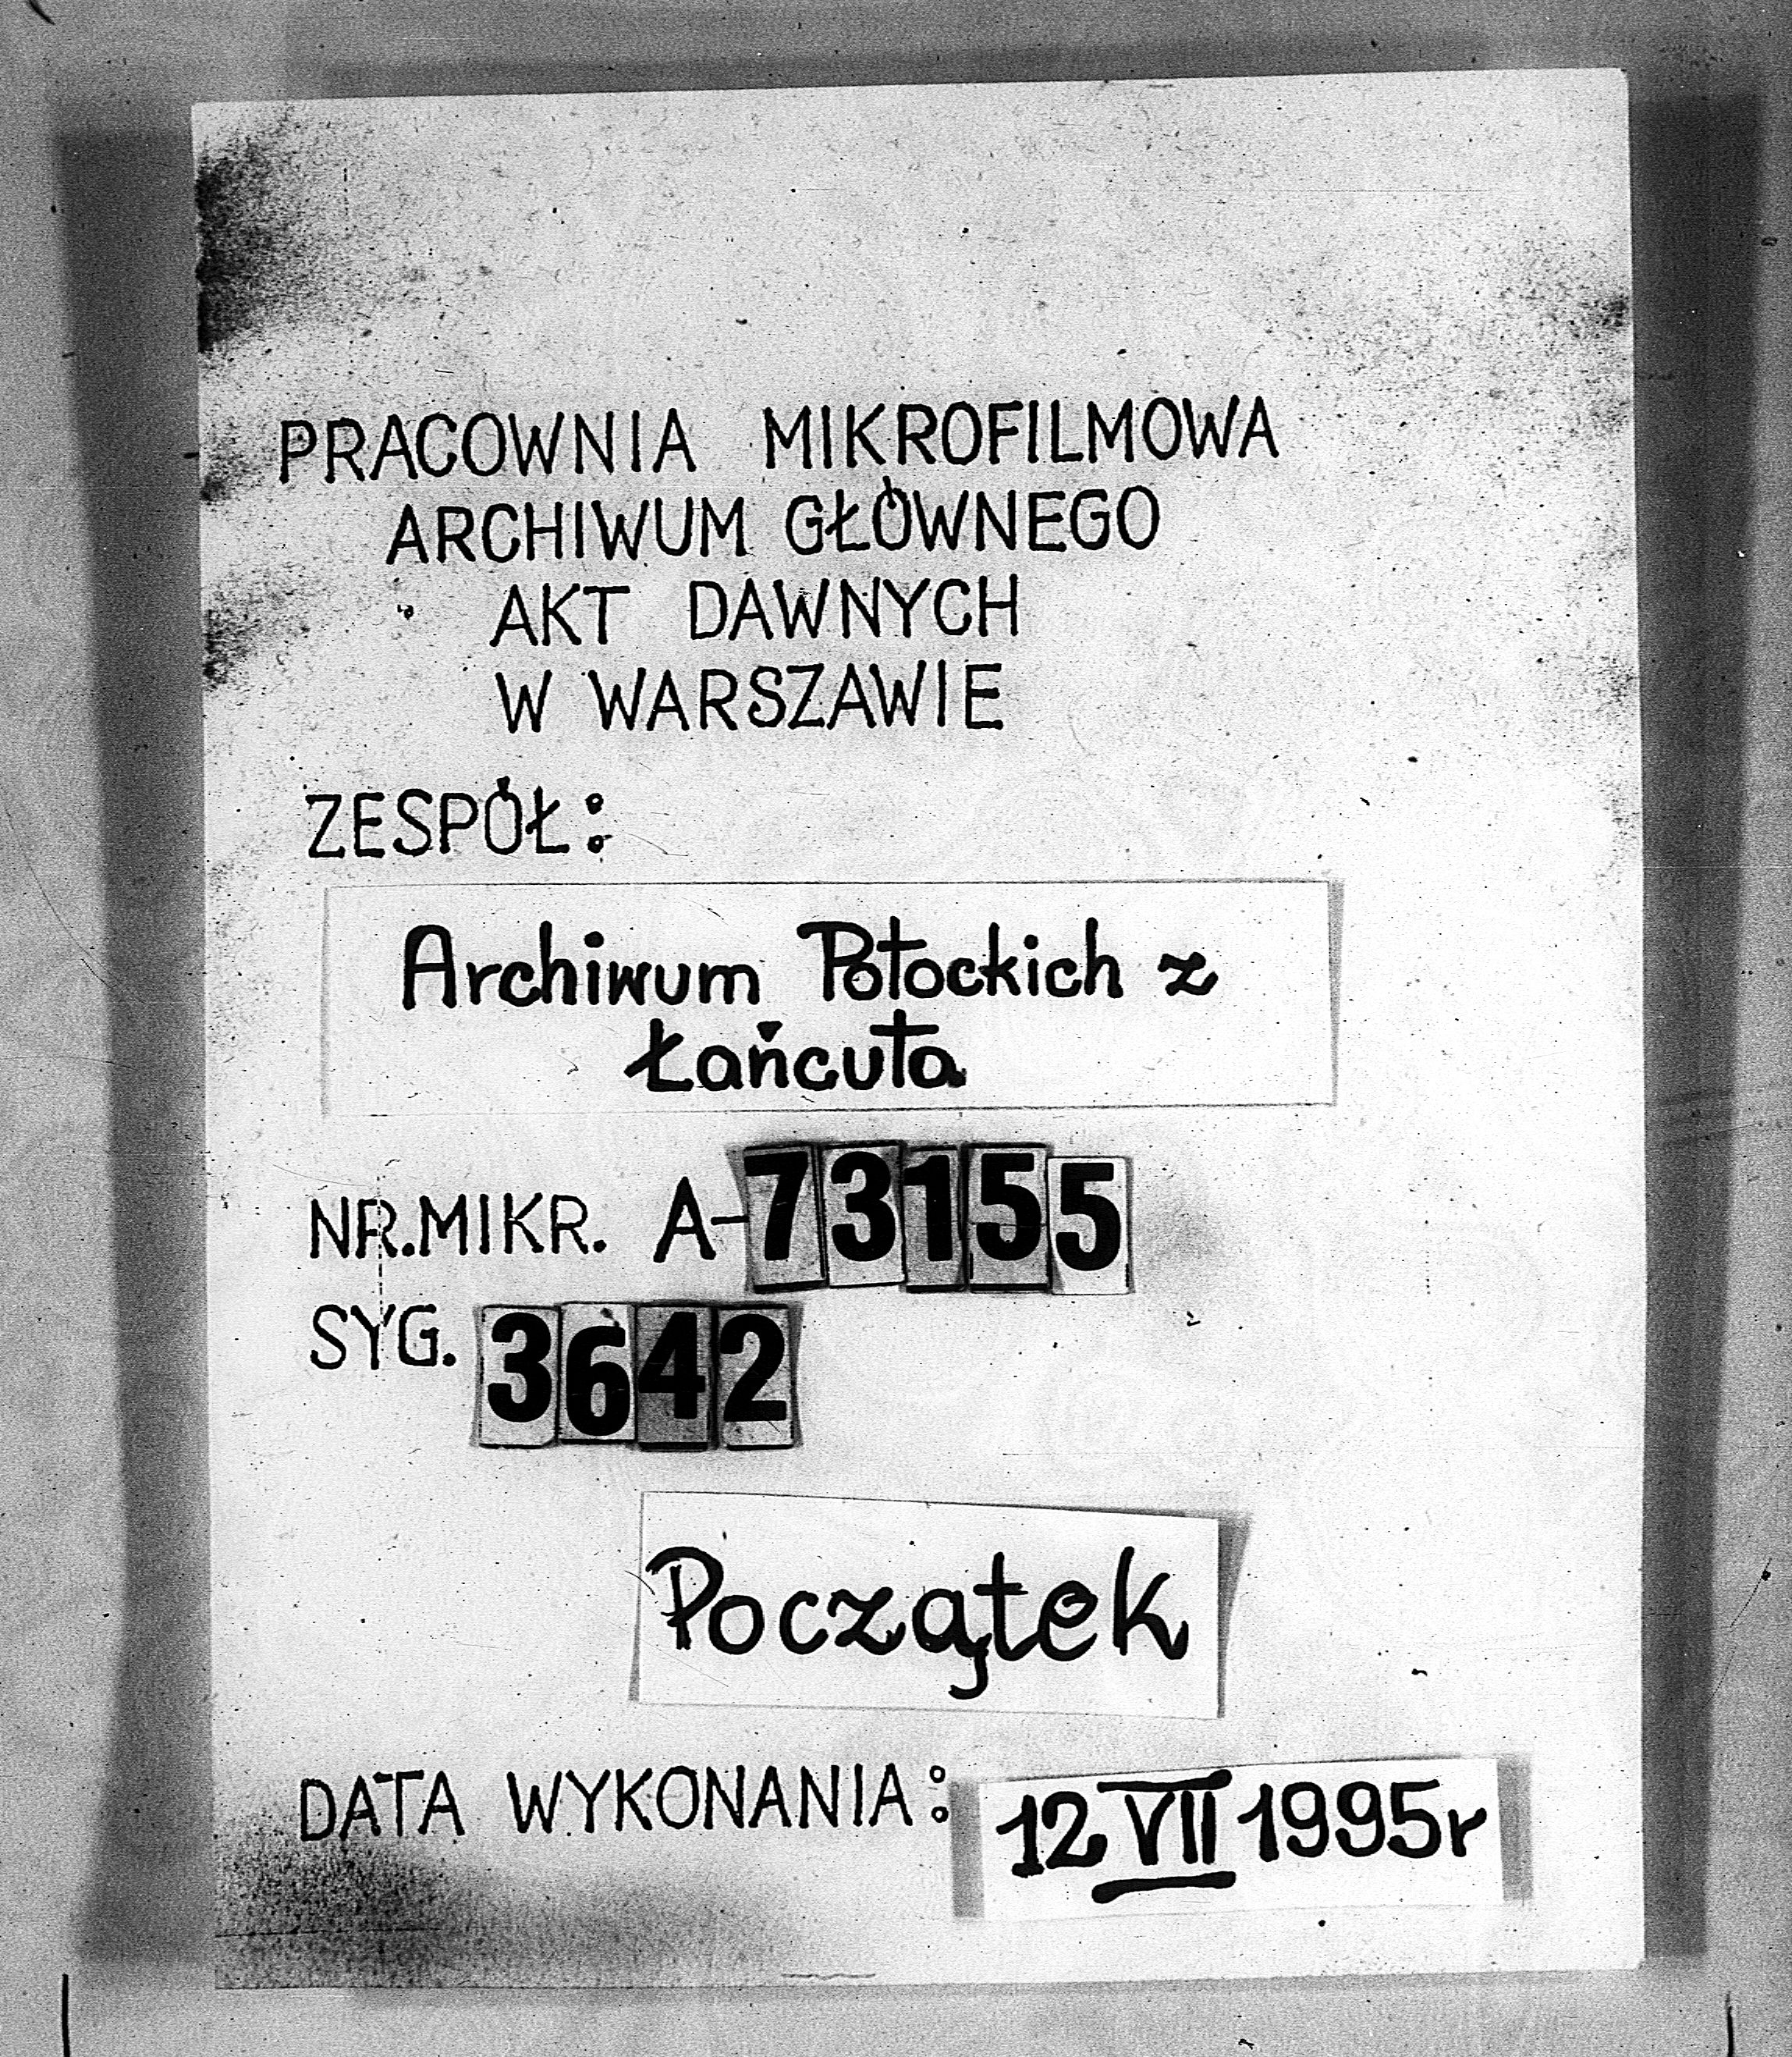 PRACOWNIA MIKROFILMOWA
ARCHIWUM GŁÓWNEGO
AKT DAWNYCH
W WARSZAWIE
ZESPÓŁ:
Archiwum Potockich z
Łańcuta
NR.MIKR. A-73155
SYG. 3642
Początek
DATA WYKONANIA: 12 VII 1995r